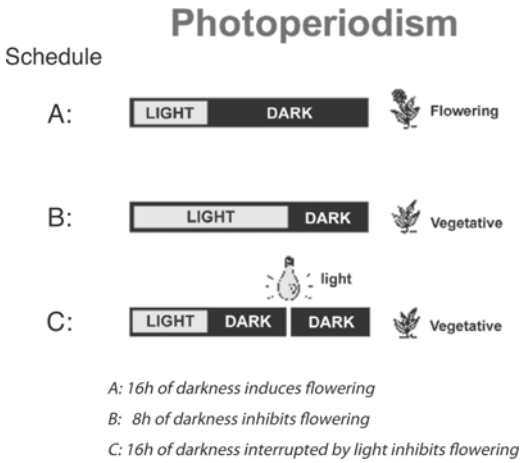 Photoperiodism
Schedule
A: LIGHT DARK Flowering
B: LIGHT DARK Vegetative
light
C: LIGHT DARK DARK Vegetative
A: 16h of darkness induces flowering
B: 8h of darkness inhibits flowering
C: 16h of darkness interrupted by light inhibits flowering